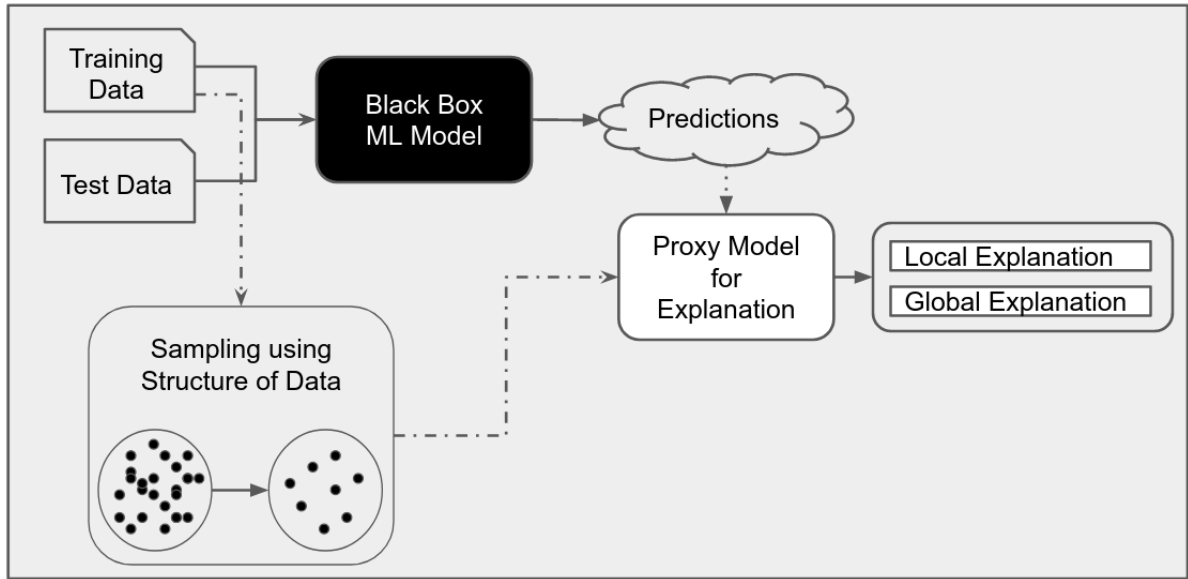 Training
Data
Test Data
Black Box
ML Model
Predictions
Proxy Model
for
Explanation
Local Explanation
Global Explanation
Sampling using
Structure of Data